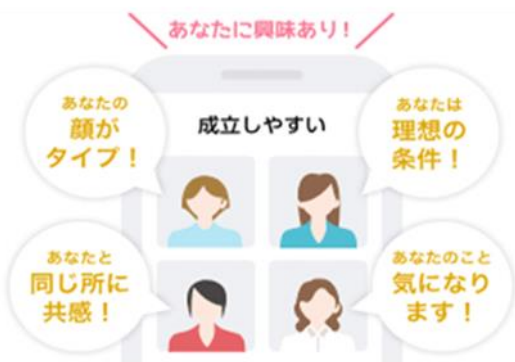 あなたに興味あり！
成立しやすい
あなたの
顔が
タイプ！
あなたは
理想の
条件！
あなたと
同じ所に
共感！
あなたのこと
気になり
ます！